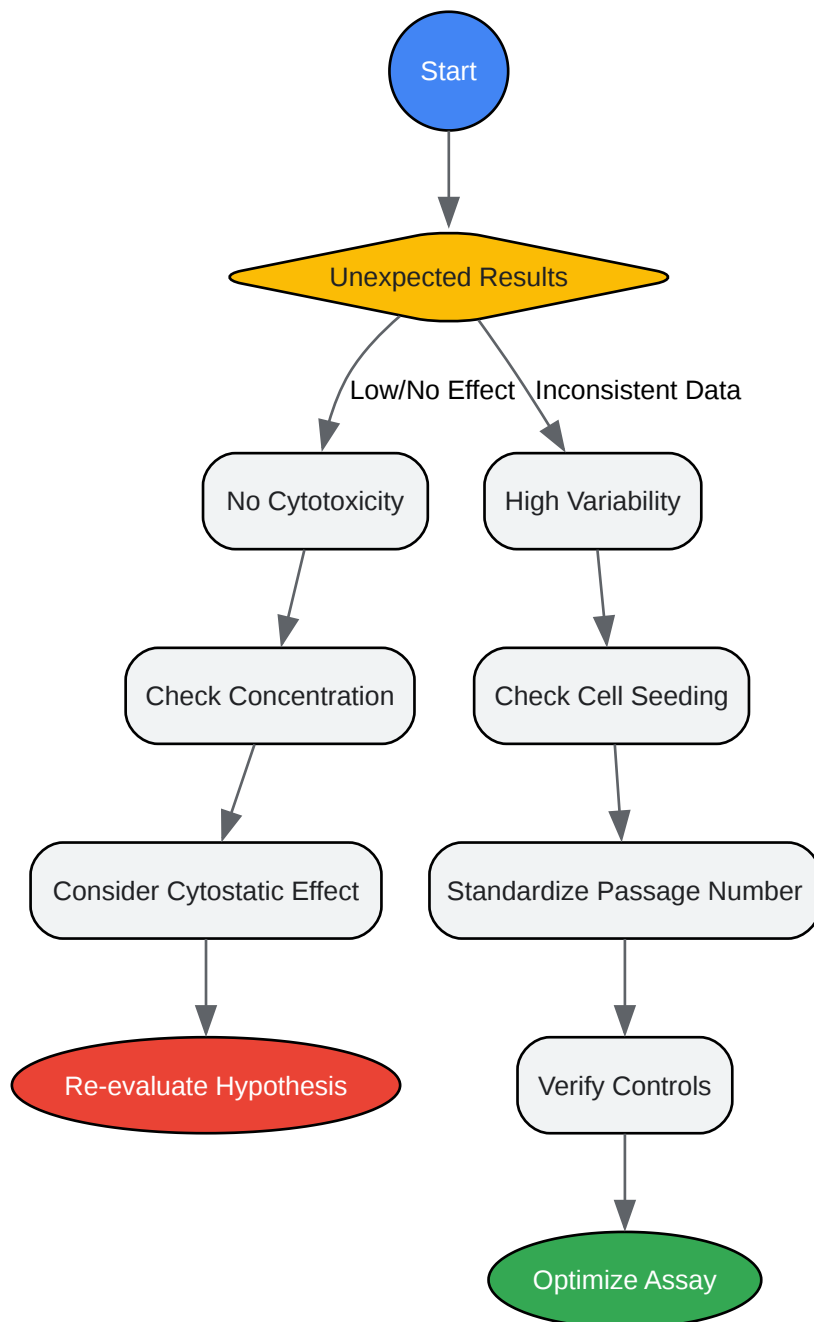 Start
Unexpected Results
Low/No Effect
Inconsistent Data
No Cytotoxicity
High Variability
Check Concentration
Check Cell Seeding
Consider Cytostatic Effect
Standardize Passage Number
Re-evaluate Hypothesis
Verify Controls
Optimize Assay